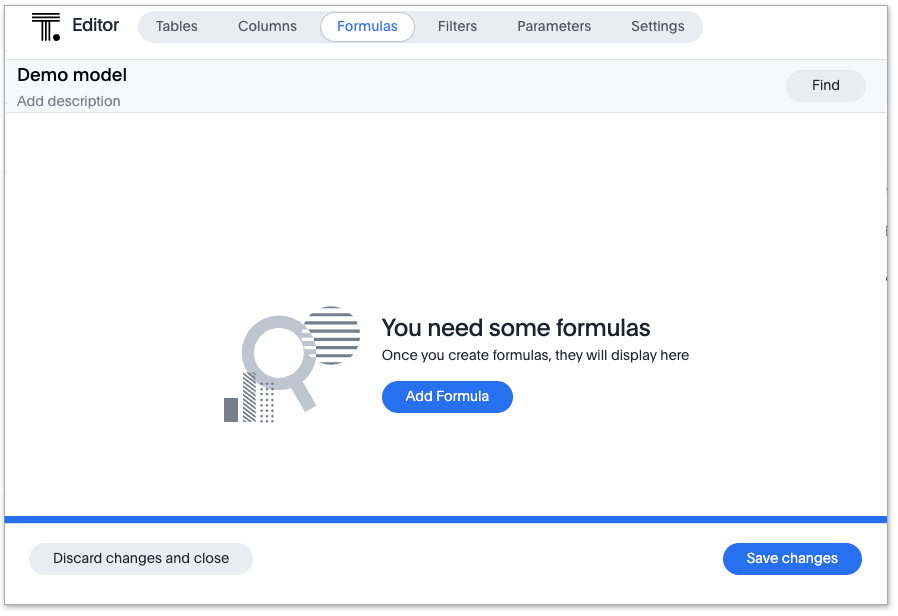 Editor
Tables
Columns
Formulas
Filters
Parameters
Settings
Demo model
Add description
Find
You need some formulas
Once you create formulas, they will display here
Add Formula
Discard changes and close
Save changes